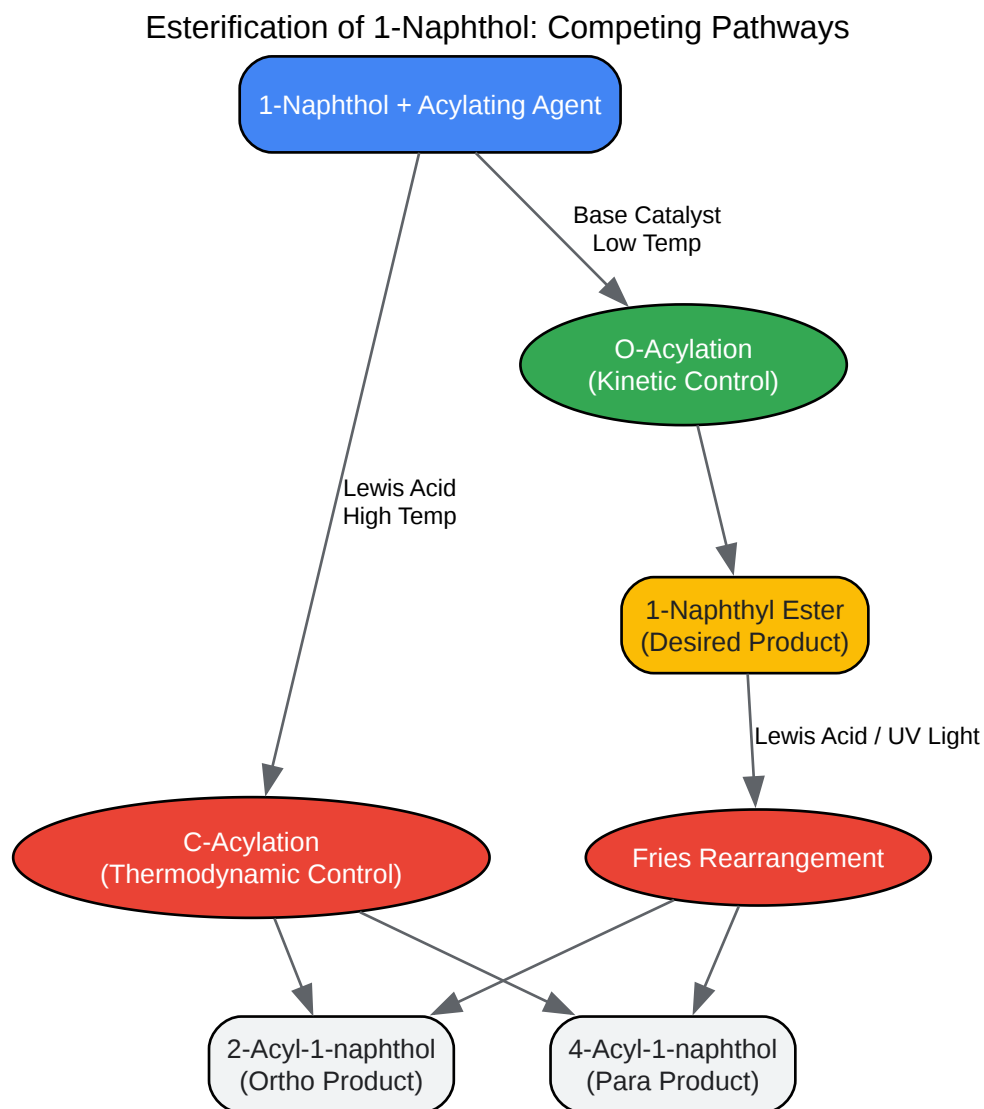 Esterification of 1-Naphthol: Competing Pathways
1-Naphthol + Acylating Agent
Base Catalyst
Low Temp
O-Acylation
(Kinetic Control)
Lewis Acid
High Temp
1-Naphthyl Ester
(Desired Product)
Lewis Acid / UV Light
C-Acylation
(Thermodynamic Control)
Fries Rearrangement
2-Acyl-1-naphthol
(Ortho Product)
4-Acyl-1-naphthol
(Para Product)